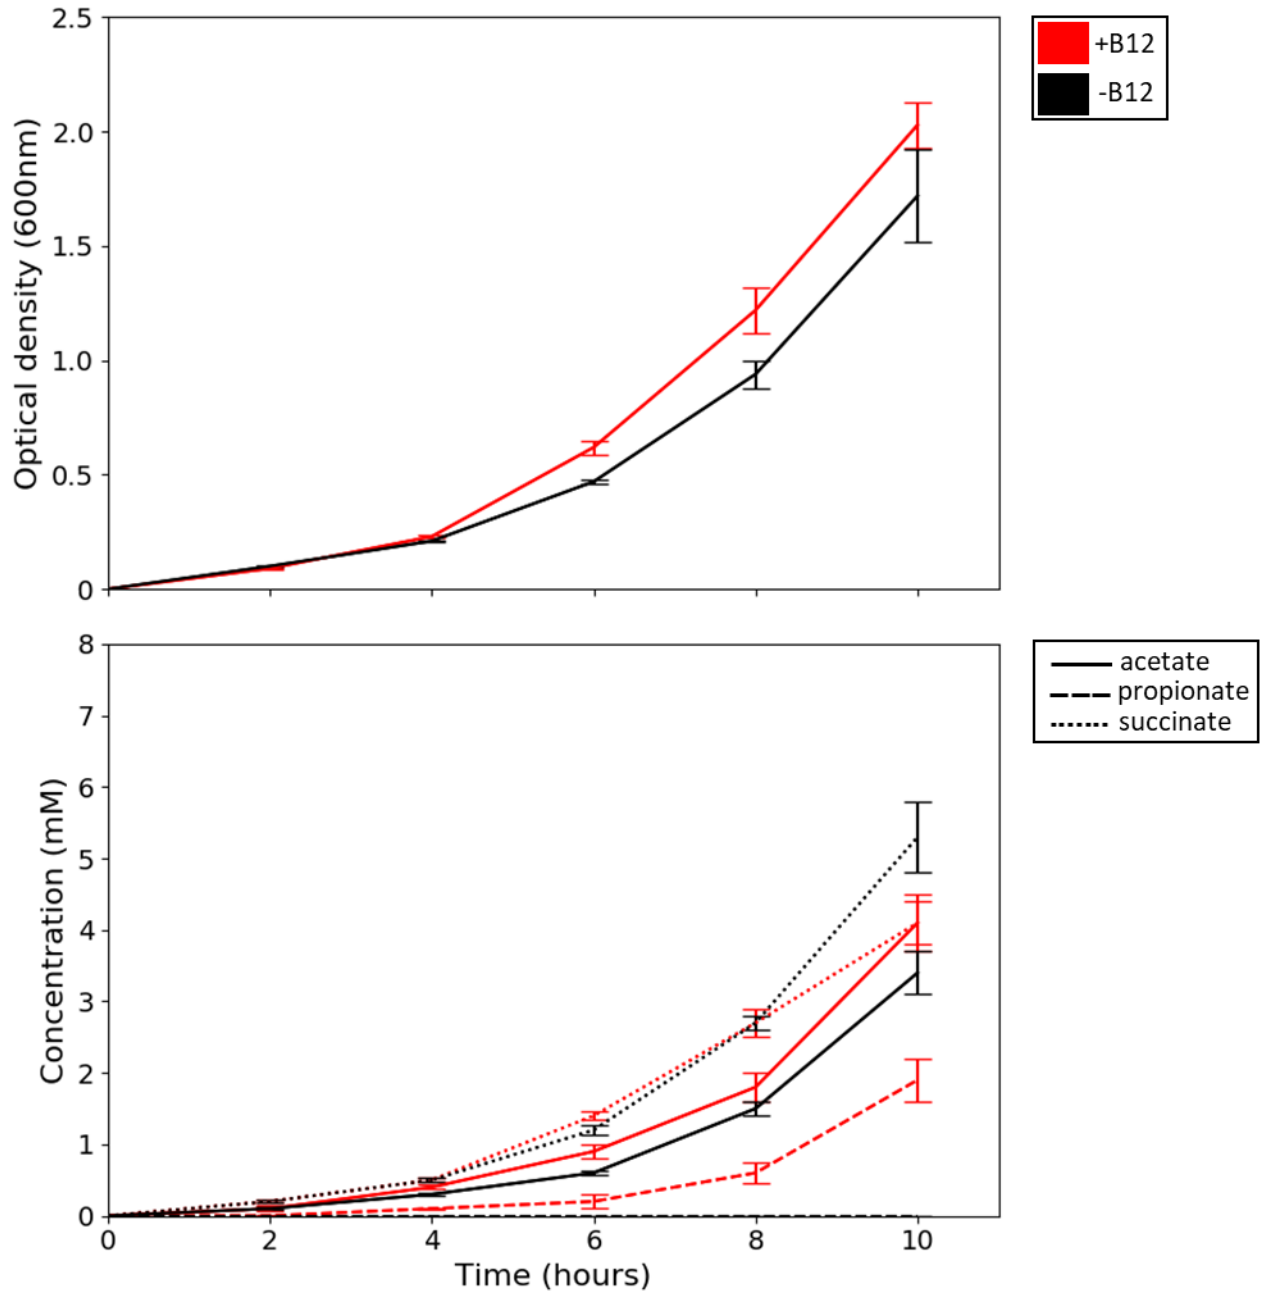 2.5
2.0
1.5
1.0
0.5
0
Optical density (600nm)
+B12
-B12
8
7
6
5
4
3
2
1
0
Concentration (mM)
acetate
propionate
succinate
0 2 4 6 8 10
Time (hours)